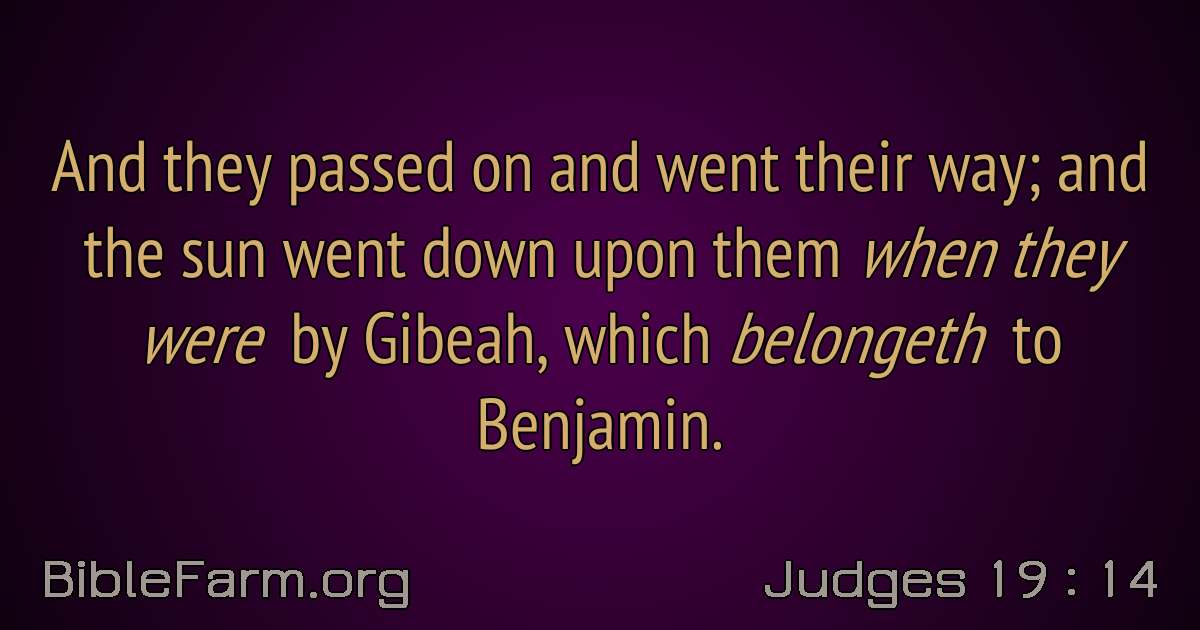 And they passed on and went their way; and
the sun went down upon them when they
were by Gibeah, which belongeth to
Benjamin.
BibleFarm.org
Judges 19:14